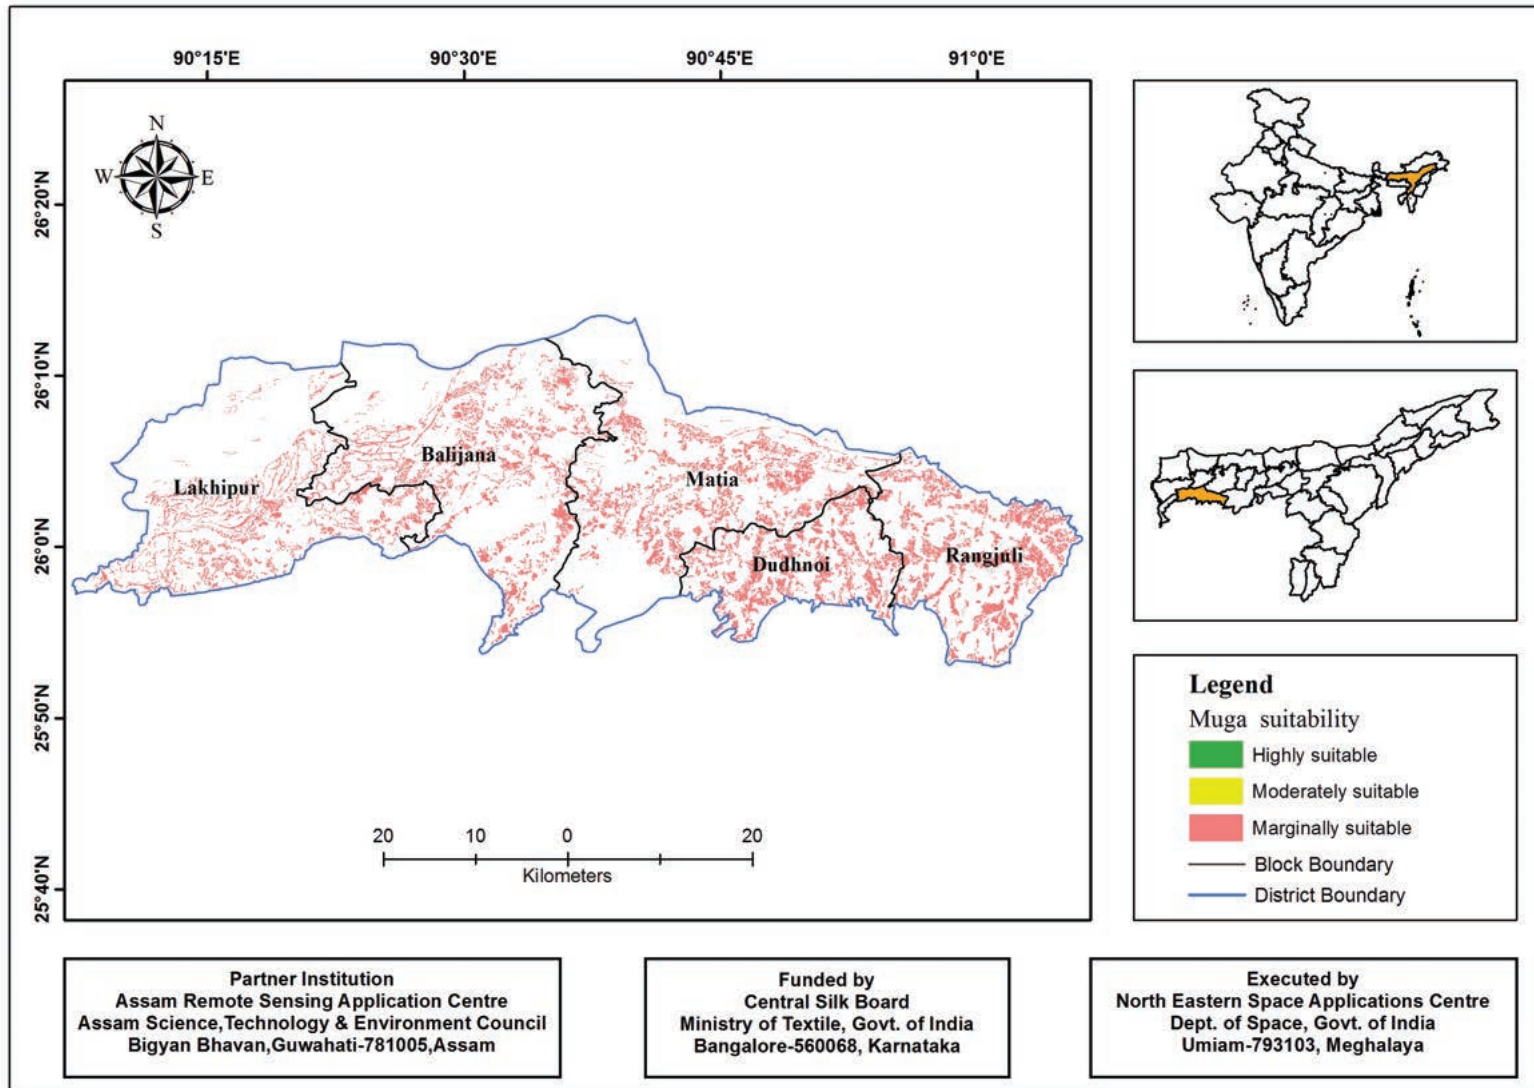 90°15'E
90°30'E
90°45'E
91°0'E
26°20'N
26°10'N
26°0'N
25°50'N
25°40'N
N
W
E
S
Lakhipur
Balijana
Matia
Dudhnoi
Rangjuli
20 10 0 20
Kilometers
Legend
Muga suitability
Highly suitable
Moderately suitable
Marginally suitable
Block Boundary
District Boundary
Partner Institution
Assam Remote Sensing Application Centre
Assam Science,Technology & Environment Council
Bigyan Bhavan,Guwahati-781005,Assam
Funded by
Central Silk Board
Ministry of Textile, Govt. of India
Bangalore-560068, Karnataka
Executed by
North Eastern Space Applications Centre
Dept. of Space, Govt. of India
Umiam-793103, Meghalaya